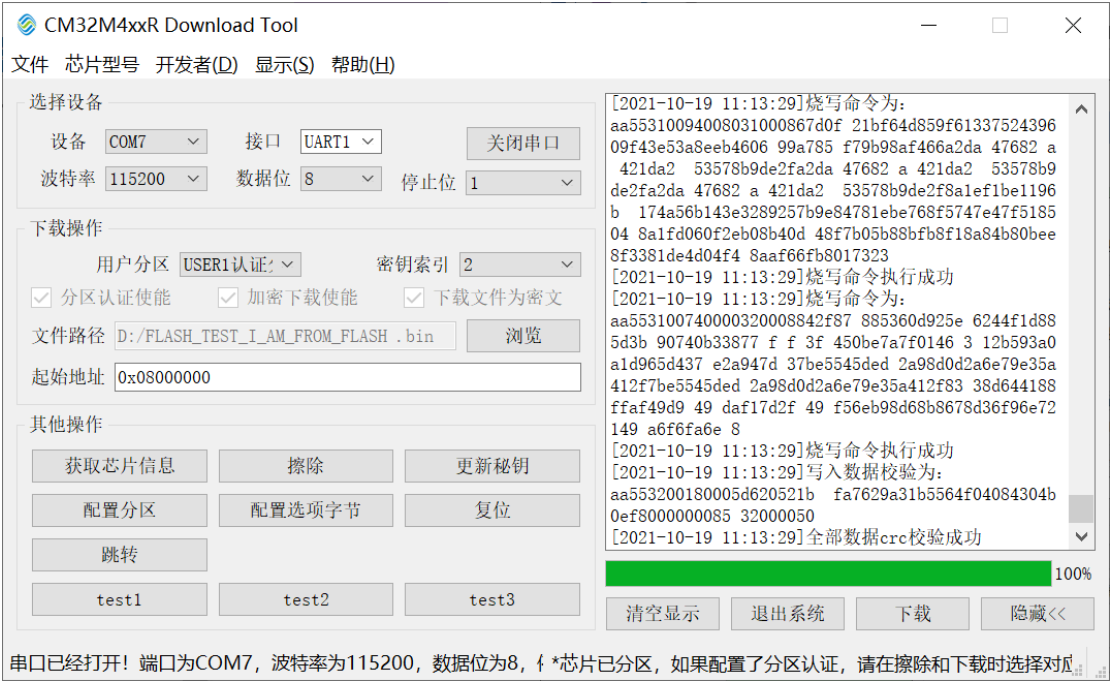 CM32M4xxR Download Tool
文件 芯片型号 开发者(D) 显示(S) 帮助(H)
选择设备
设备 COM7 接口 UART1 关闭串口
波特率 115200 数据位 8 停止位 1
下载操作
用户分区 USER1认证 密钥索引 2
分区认证使能 加密下载使能 下载文件为密文
文件路径 D:/FLASH_TEST_I_AM_FROM_FLASH .bin 浏览
起始地址 0x08000000
其他操作
获取芯片信息 擦除 更新秘钥
配置分区 配置选项字节 复位
跳转
test1 test2 test3
[2021-10-19 11:13:29]烧写命令为:
aa55310094008031000867d0f 21bf64d859f61337524396
09f43e53a8eeb4606 99a785 f79b98af466a2da 47682 a
421da2 53578b9de2fa2da 47682 a 421da2 53578b9
de2fa2da 47682 a 421da2 53578b9de2f8a1ef1be1196
b 174a56b143e3289257b9e84781ebe768f5747e47f5185
04 8a1fd060f2eb08b40d 48f7b05b88bfb8f18a84b80bee
8f3381de4d04f4 8aaf66fb8017323
[2021-10-19 11:13:29]烧写命令执行成功
[2021-10-19 11:13:29]烧写命令为:
aa553100740000320008842f87 885360d925e 6244f1d88
5d3b 90740b33877 f f 3f 450be7a7f0146 3 12b593a0
a1d965d437 e2a947d 37be5545ded 2a98d0d2a6e79e35a
412f7be5545ded 2a98d0d2a6e79e35a412f83 38d644188
ffaf49d9 49 daf17d2f 49 f56eb98d68b8678d36f96e72
149 a6f6fa6e 8
[2021-10-19 11:13:29]烧写命令执行成功
[2021-10-19 11:13:29]写入数据校验为:
aa553200180005d620521b fa7629a31b5564f04084304b
0ef8000000085 32000050
[2021-10-19 11:13:29]全部数据crc校验成功
100%
清空显示 退出系统 下载 隐藏<<
串口已经打开！端口为COM7，波特率为115200，数据位为8， *芯片已分区，如果配置了分区认证，请在擦除和下载时选择对应